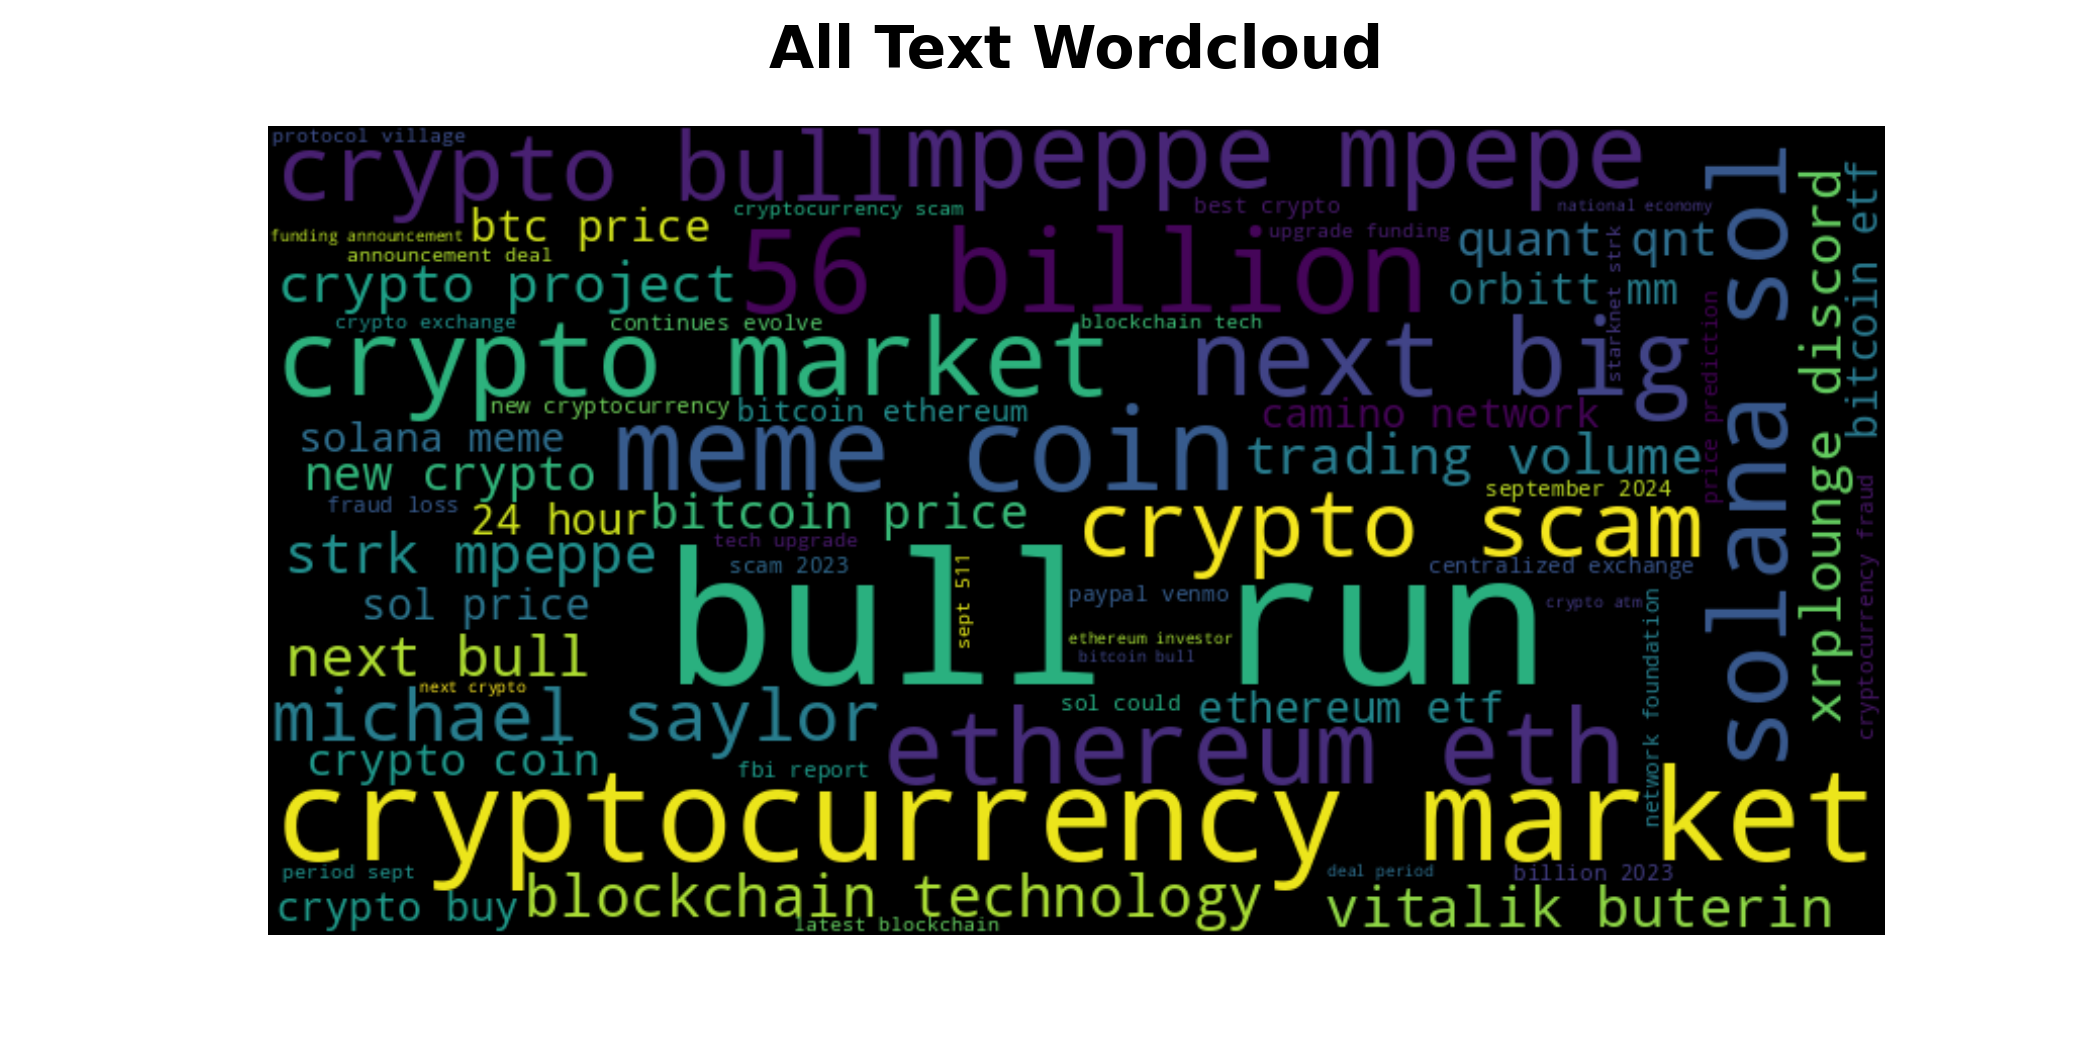 All Text Wordcloud
protocol village
crypto bull
mpeppe mpepe
cryptocurrency scam
best crypto
national economy
funding announcement
btc price
announcement deal
56 billion
upgrade funding
quant qnt
crypto project
orbitt mm
starknet strk
solana sol
xrplounge discord
bitcoin etf
crypto exchange
continues evolve
blockchain tech
crypto market
next big
price prediction
new cryptocurrency
bitcoin ethereum
camino network
solana meme
meme coin
trading volume
new crypto
fraud loss
24 hour
bitcoin price
september 2024
crypto scam
cryptocurrency fraud
strk mpeppe
tech upgrade
scam 2023
centralized exchange
sol price
bull run
sept 511
paypal venmo
crypto atm
ethereum investor
bitcoin bull
network foundation
next bull
next crypto
michael saylor
sol could
ethereum etf
ethereum eth
crypto coin
fbi report
cryptocurrency market
period sept
deal period
billion 2023
crypto buy
blockchain technology
latest blockchain
vitalik buterin